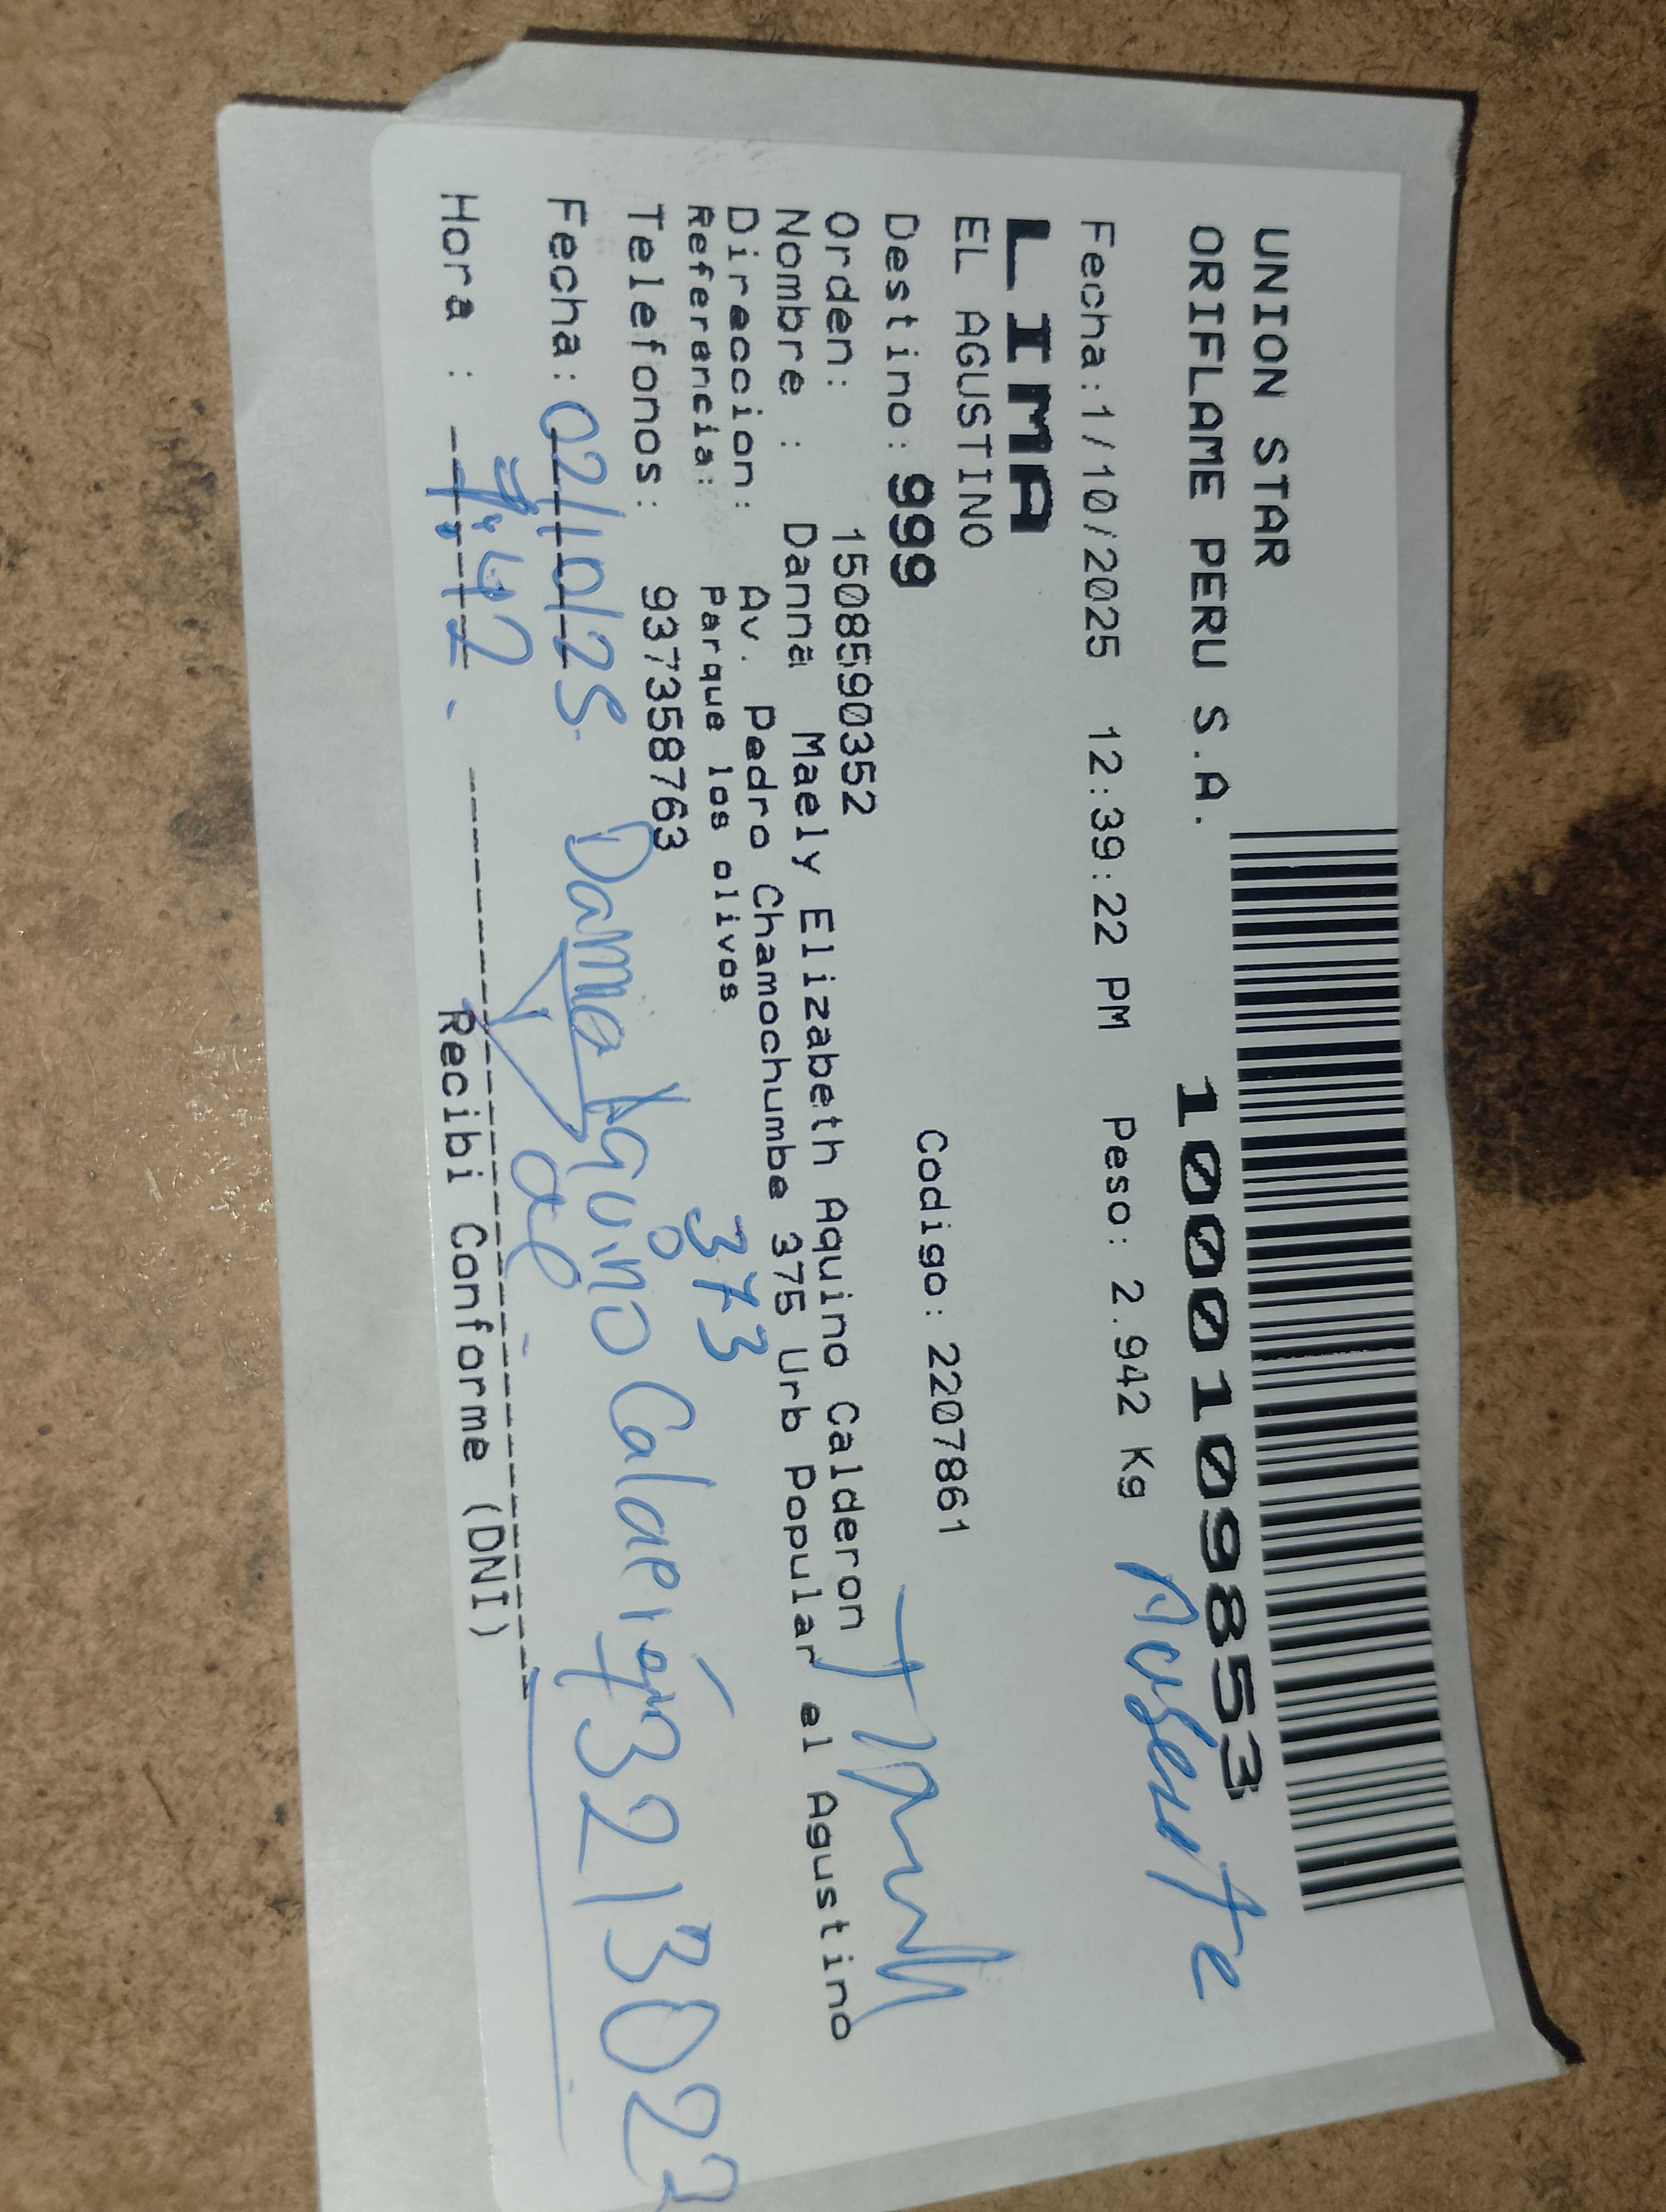 UNION STAR
ORIFLAME PERU S.A.
1000109853
Fecha:1/10/2025 12:39:22 PM Peso: 2.942 Kg
Ausente
LIMA
EL AGUSTINO
Destino: 999 Codigo: 2207861
Orden: 1508590352
Nombre : Danna Maely Elizabeth Aquino Calderon
Direccion: Av. Pedro Chamochumbe 375 Urb Popular el Agustino
Referencia: Parque los olivos
373
Telefonos: 937358763
Fecha: 02/10/25 Danna Aquino Calderón
Hora : 7:42
Recibi Conforme (DNI)